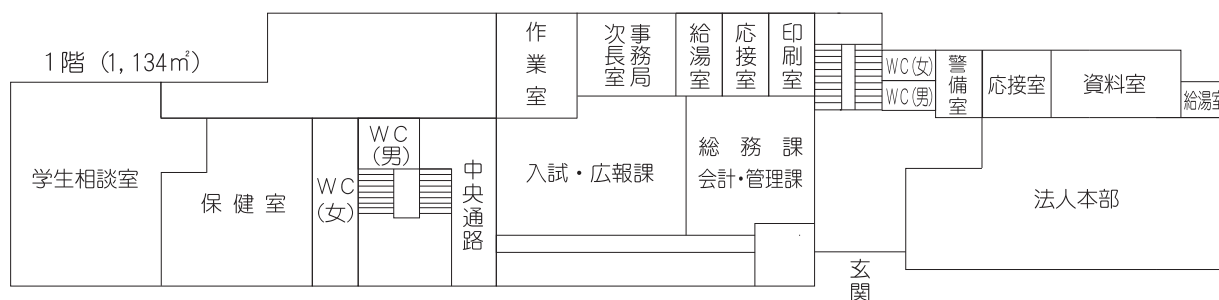 1階 (1,134㎡)
作業室
事務局
次長室
給湯室
応接室
印刷室
WC(女)
WC(男)
警備室
応接室
資料室
給湯室
学生相談室
保健室
WC
(女)
WC
(男)
中央通路
入試・広報課
総務課
会計・管理課
法人本部
玄関